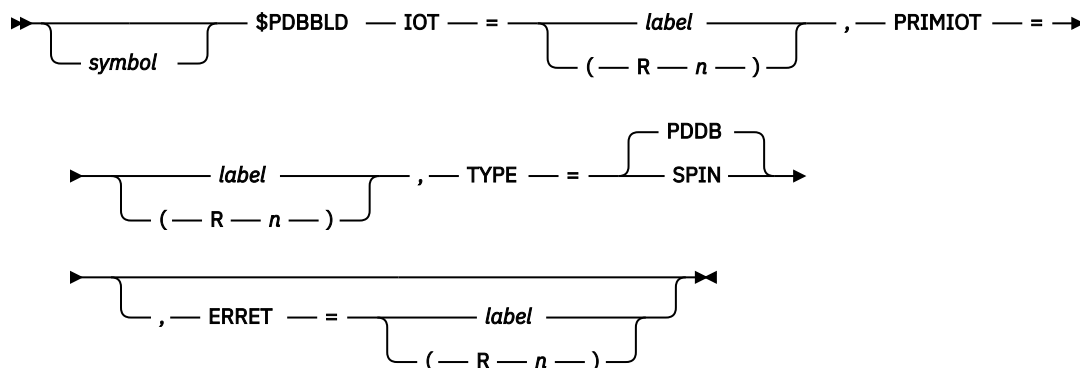 $PDBBLD IOT = label , PRIMIOT =
symbol ( R n )
PDDB
label , TYPE = SPIN
( R n )
, ERRET = label
( R n )